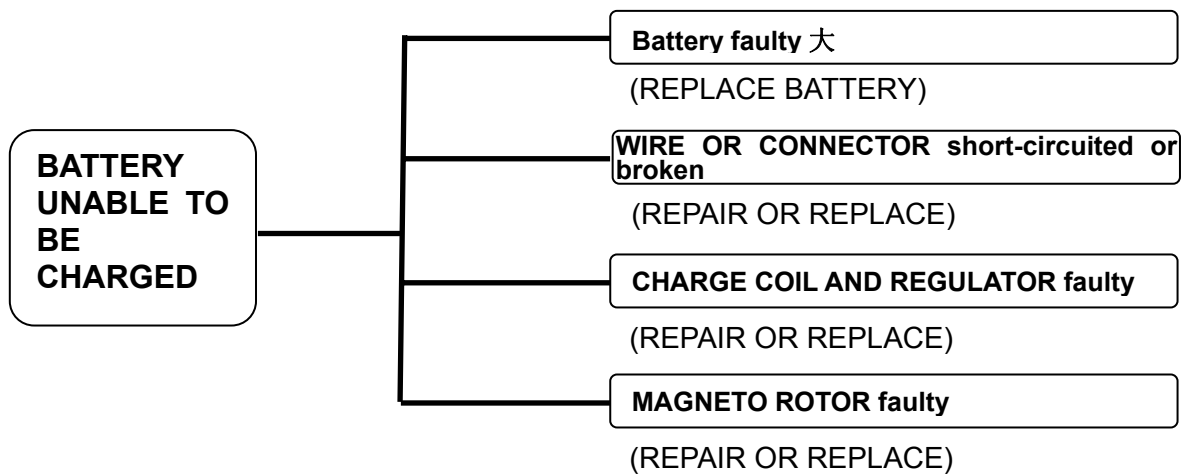 Battery faulty 大
(REPLACE BATTERY)
BATTERY
UNABLE TO
BE
CHARGED
WIRE OR CONNECTOR short-circuited or
broken
(REPAIR OR REPLACE)
CHARGE COIL AND REGULATOR faulty
(REPAIR OR REPLACE)
MAGNETO ROTOR faulty
(REPAIR OR REPLACE)